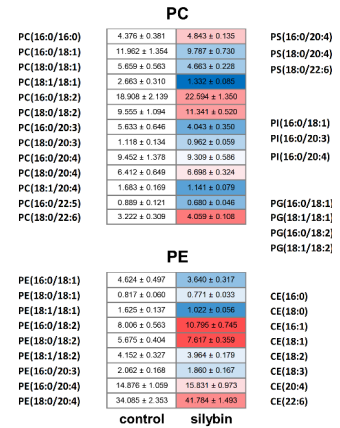 PC
PC(16:0/16:0) 4.376 ± 0.381 4.843 ± 0.135 PS(16:0/20:4)
PC(16:0/18:1) 11.962 ± 1.354 9.787 ± 0.730 PS(18:0/20:4)
PC(18:0/18:1) 5.659 ± 0.563 4.663 ± 0.228 PS(18:0/22:6)
PC(18:1/18:1) 2.663 ± 0.310 1.332 ± 0.085
PC(16:0/18:2) 18.908 ± 2.139 22.594 ± 1.350
PC(18:0/18:2) 9.555 ± 1.094 11.341 ± 0.520
PC(16:0/20:3) 5.633 ± 0.646 4.043 ± 0.350 PI(16:0/18:1)
PC(18:0/20:3) 1.118 ± 0.134 0.962 ± 0.059 PI(16:0/20:3)
PC(16:0/20:4) 9.452 ± 1.378 9.309 ± 0.586 PI(16:0/20:4)
PC(18:0/20:4) 6.412 ± 0.649 6.698 ± 0.324
PC(18:1/20:4) 1.683 ± 0.169 1.141 ± 0.079
PC(16:0/22:5) 0.889 ± 0.121 0.680 ± 0.046 PG(16:0/18:1)
PC(18:0/22:6) 3.222 ± 0.309 4.059 ± 0.108 PG(18:1/18:1)
PG(16:0/18:2)
PG(18:1/18:2)
PE
PE(16:0/18:1) 4.624 ± 0.497 3.640 ± 0.317
PE(18:0/18:1) 0.817 ± 0.060 0.771 ± 0.033 CE(16:0)
PE(18:1/18:1) 1.625 ± 0.137 1.022 ± 0.056 CE(18:0)
PE(16:0/18:2) 8.006 ± 0.563 10.795 ± 0.745 CE(16:1)
PE(18:0/18:2) 5.675 ± 0.404 7.617 ± 0.359 CE(18:1)
PE(18:1/18:2) 4.152 ± 0.327 3.964 ± 0.179 CE(18:2)
PE(16:0/20:3) 2.062 ± 0.168 1.860 ± 0.167 CE(18:3)
PE(16:0/20:4) 14.876 ± 1.059 15.831 ± 0.973 CE(20:4)
PE(18:0/20:4) 34.085 ± 2.353 41.784 ± 1.493 CE(22:6)
control silybin